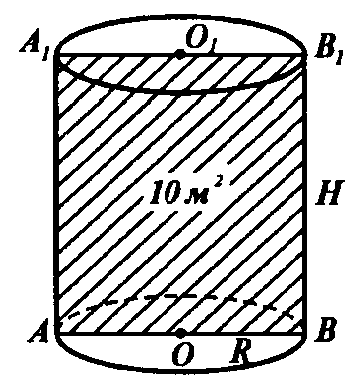 A₁ O₁ B₁
10 м² H
A O R B